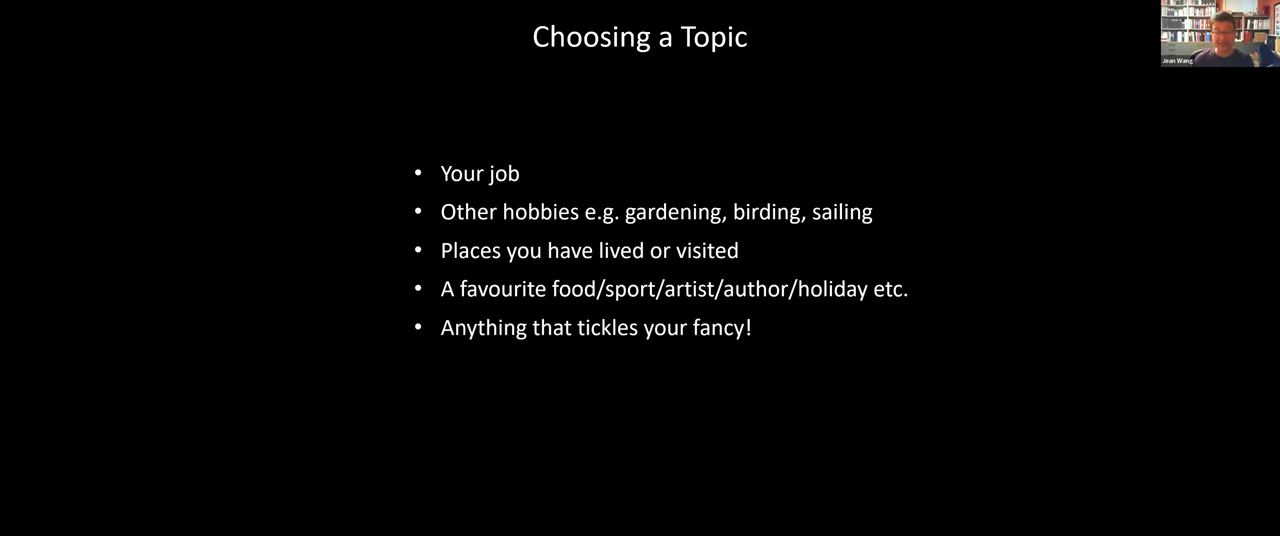 Choosing a Topic
Jean Wang
• Your job
• Other hobbies e.g. gardening, birding, sailing
• Places you have lived or visited
• A favourite food/sport/artist/author/holiday etc.
• Anything that tickles your fancy!